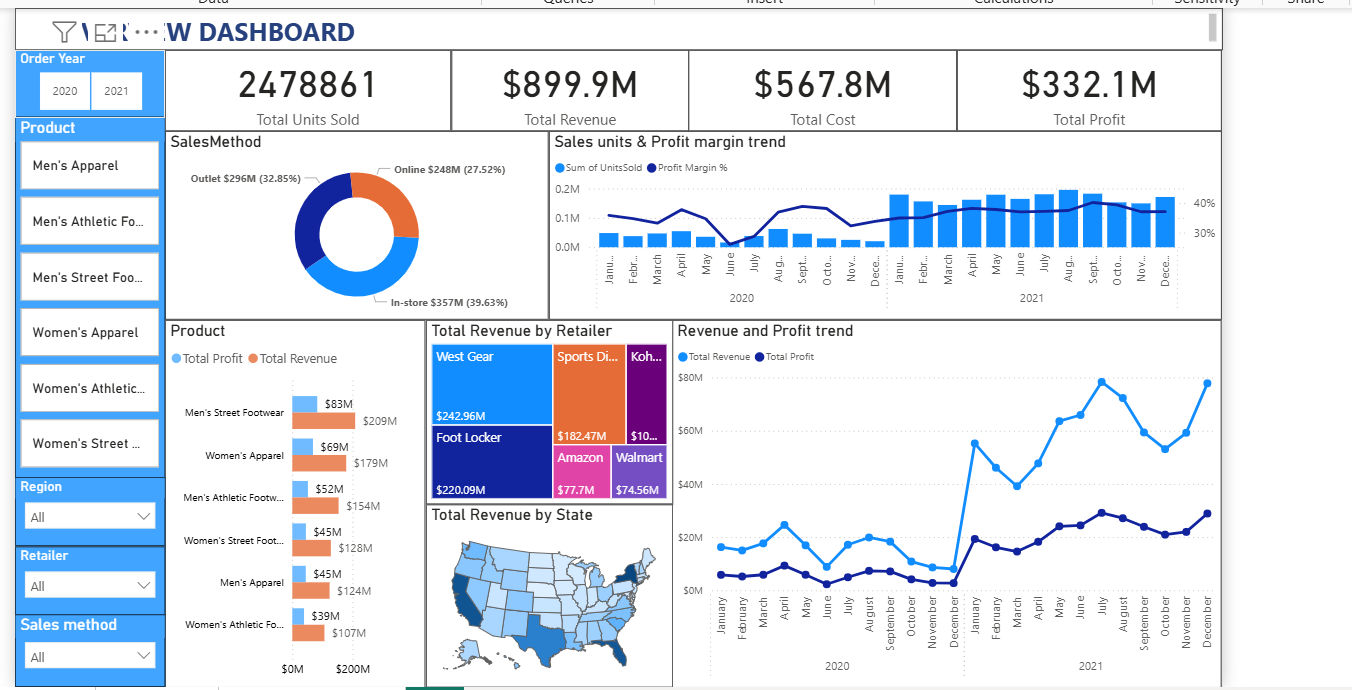 Data Queries Insert Calculations Sensitivity Share
W DASHBOARD
Order Year
2020 2021
2478861
Total Units Sold
$899.9M
Total Revenue
$567.8M
Total Cost
$332.1M
Total Profit
Product
Men's Apparel
Men's Athletic Fo...
Men's Street Foo...
Women's Apparel
Women's Athletic...
Women's Street ...
Region
All
Retailer
All
Sales method
All
SalesMethod
Outlet $296M (32.85%)
Online $248M (27.52%)
In-store $357M (39.63%)
Sales units & Profit margin trend
Sum of UnitsSold Profit Margin %
0.2M
0.1M
0.0M
40%
30%
Janu... Febr... March April May June July Aug... Sept... Octo... Nov... Dece... Janu... Febr... March April May June July Aug... Sept... Octo... Nov... Dece...
2020 2021
Product
Total Profit Total Revenue
Men's Street Footwear $83M
$209M
Women's Apparel $69M
$179M
Men's Athletic Footw... $52M
$154M
Women's Street Foot... $45M
$128M
Men's Apparel $45M
$124M
Women's Athletic Fo... $39M
$107M
$0M $200M
Total Revenue by Retailer
West Gear
$242.96M
Foot Locker
$220.09M
Sports Di...
$182.47M
Koh...
$10...
Amazon
$77.7M
Walmart
$74.56M
Total Revenue by State
Revenue and Profit trend
Total Revenue Total Profit
$80M
$60M
$40M
$20M
$0M
January February March April May June July August September October November December January February March April May June July August September October November December
2020 2021